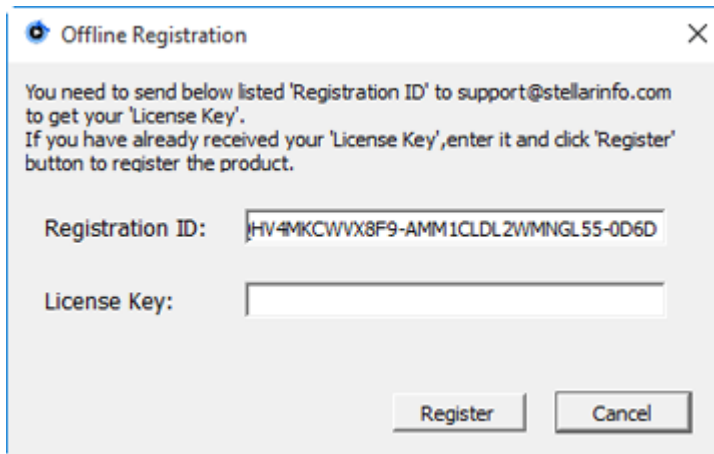 Offline Registration
You need to send below listed 'Registration ID' to support@stellarinfo.com
to get your 'License Key'.
If you have already received your 'License Key',enter it and click 'Register'
button to register the product.
Registration ID: HV4MKCWVX8F9-AMM1CLDL2WMNGL55-0D6D
License Key:
Register Cancel